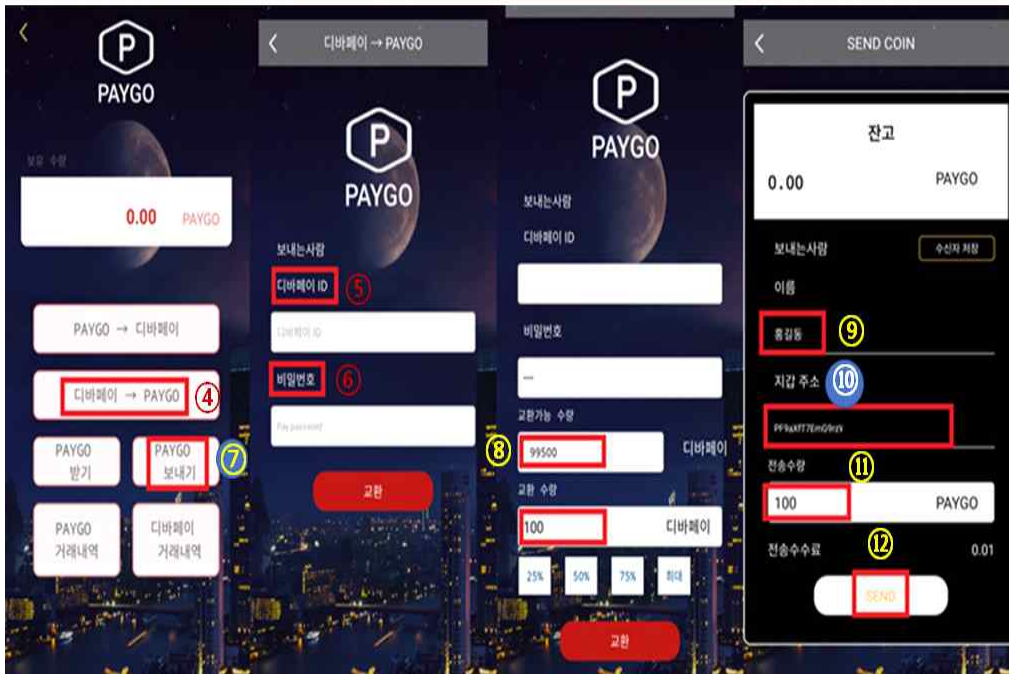 P
PAYGO
보유 수량
0.00 PAYGO
PAYGO → 디바페이
디바페이 → PAYGO ④
PAYGO
받기
PAYGO
보내기
⑦
PAYGO
거래내역
디바페이
거래내역
디바페이 → PAYGO
P
PAYGO
보내는사람
디바페이 ID ⑤
디바페이 ID
비밀번호 ⑥
Pay password
교환
P
PAYGO
보내는사람
디바페이 ID
비밀번호
교환가능 수량
⑧ 99500 디바페이
교환 수량
100 디바페이
25% 50% 75% 최대
교환
SEND COIN
잔고
0.00 PAYGO
보내는사람 수신자 저장
이름
홍길동 ⑨
지갑 주소 ⑩
전송수량 ⑪
100 PAYGO
전송수수료 ⑫ 0.01
SEND